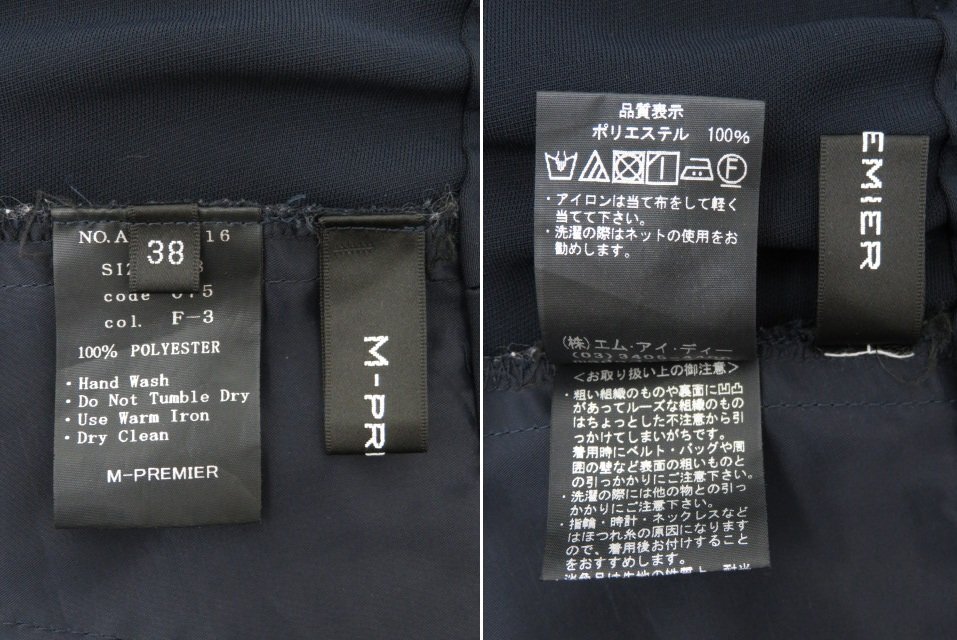 NO. A 16
38
SI
code 075
col. F-3
100% POLYESTER
・Hand Wash
・Do Not Tumble Dry
・Use Warm Iron
・Dry Clean
M-PREMIER
M-PR
品質表示
ポリエステル 100%
F
・アイロンは当て布をして軽く
当てて下さい。
・洗濯の際はネットの使用をお
勧めします。
(株)エム・アイ・ディー
(03)3406
<お取り扱い上の御注意>
・粗い組織のものや裏面に凹凸
があってルーズな組織のもの
はちょっとした不注意から引
っかけてしまいがちです。
着用時にベルト・バッグや周
囲の壁など表面の粗いものと
の引っかかりにご注意下さい。
・洗濯の際には他の物との引っ
かかりにご注意下さい。
・指輪・時計・ネックレスなど
はほつれ糸の原因になります
ので、着用後お付けすること
をおすすめします。
EMIER